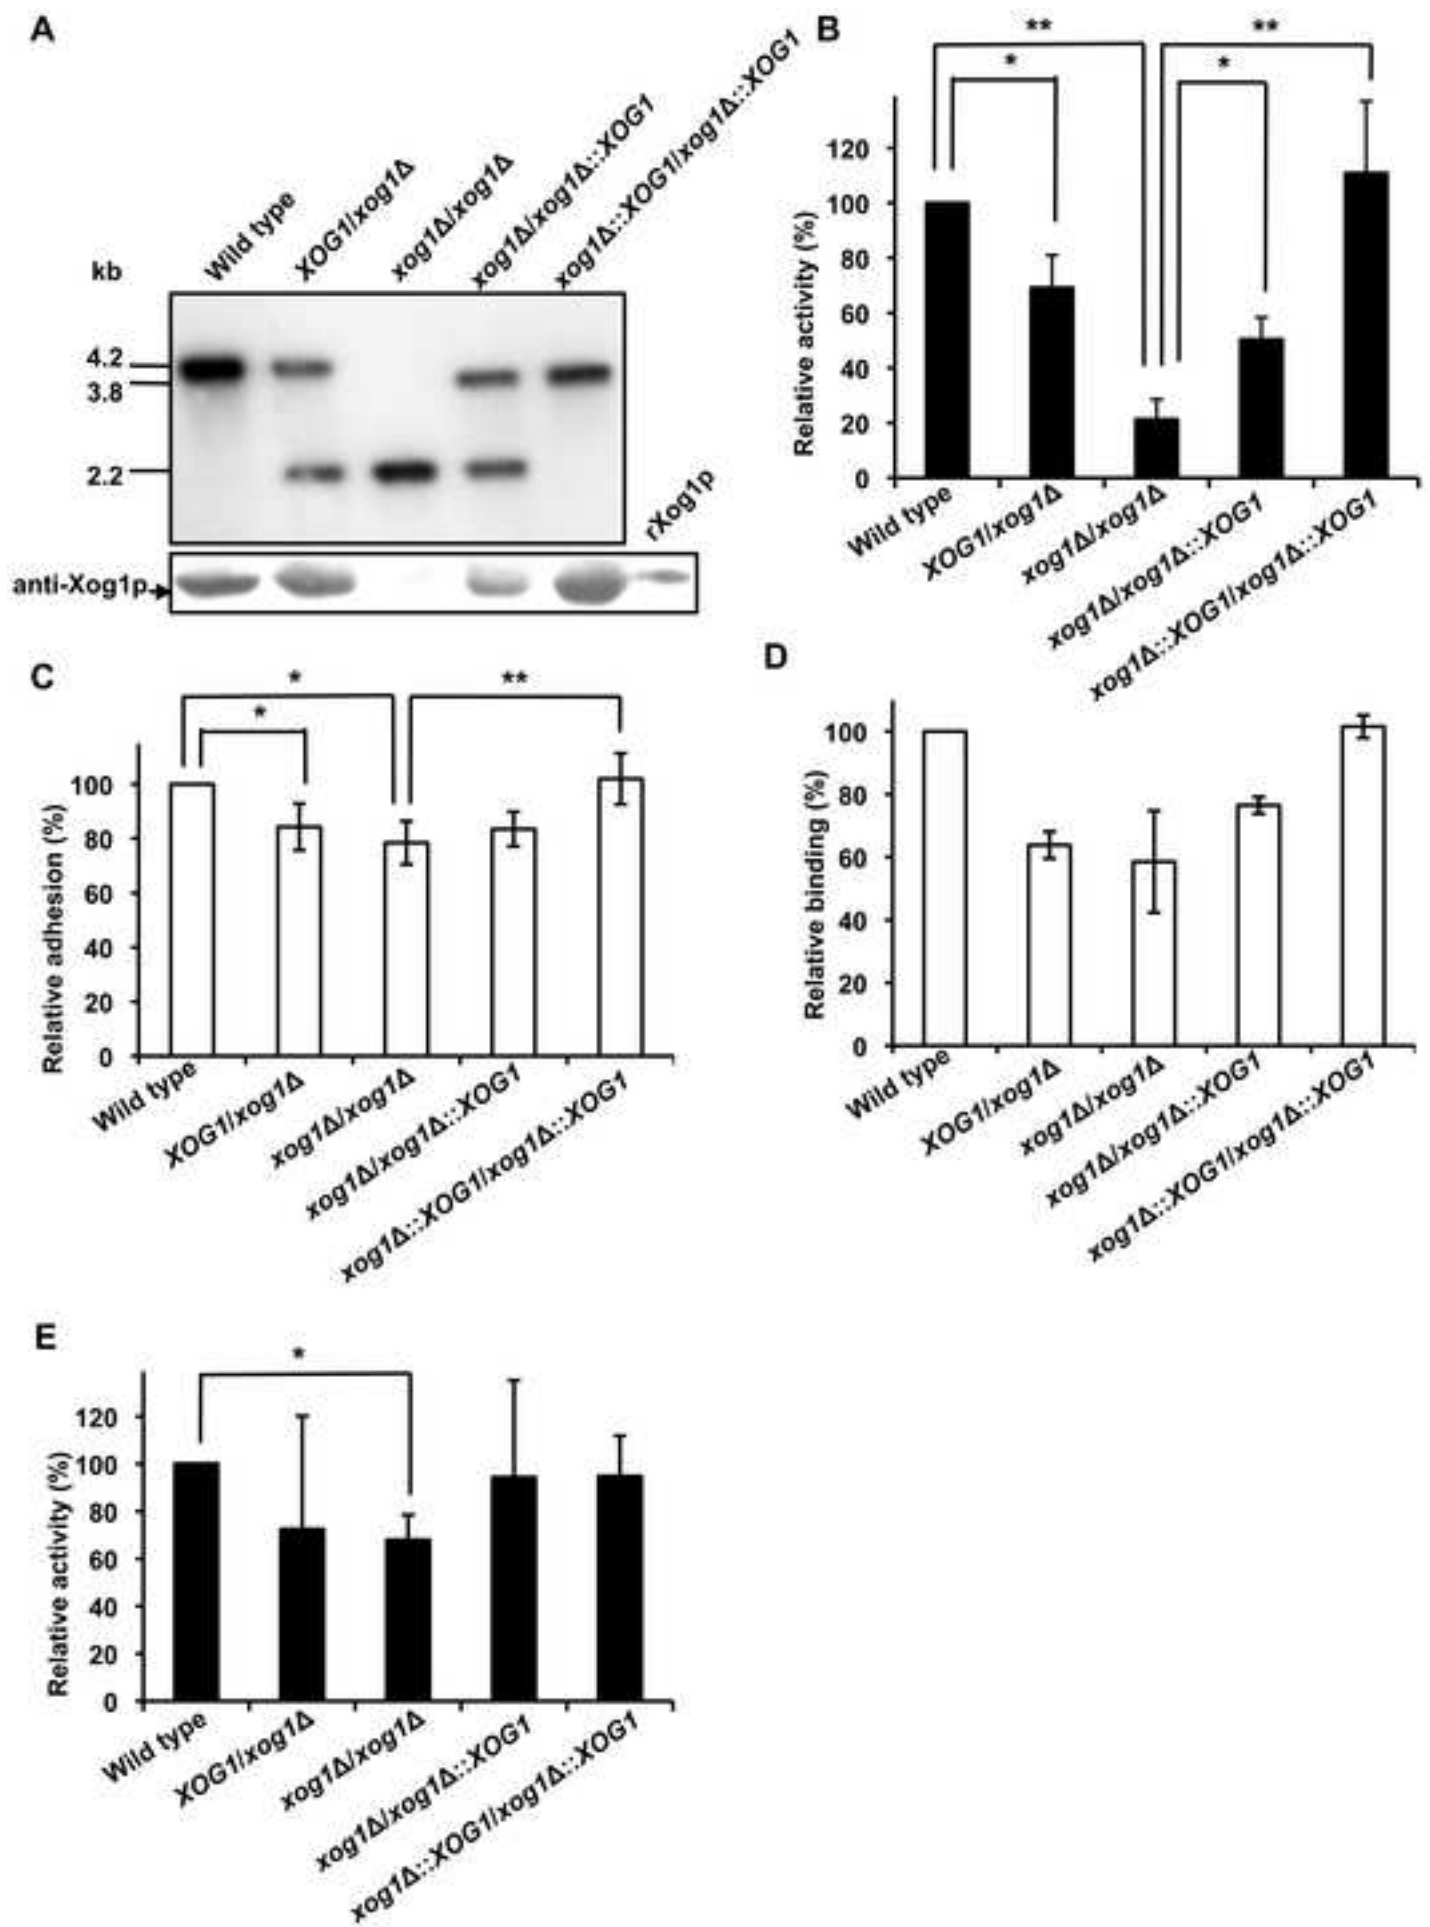 A
Wild type
XOG1/xog1Δ
xog1Δ/xog1Δ
xog1Δ/xog1Δ::XOG1
xog1Δ::XOG1/xog1Δ::XOG1
kb
4.2
3.8
2.2
rXog1p
anti-Xog1p
B
**
**
*
*
Relative activity (%)
120
100
80
60
40
20
0
Wild type
XOG1/xog1Δ
xog1Δ/xog1Δ
xog1Δ/xog1Δ::XOG1
xog1Δ::XOG1/xog1Δ::XOG1
C
*
**
*
Relative adhesion (%)
100
80
60
40
20
0
Wild type
XOG1/xog1Δ
xog1Δ/xog1Δ
xog1Δ/xog1Δ::XOG1
xog1Δ::XOG1/xog1Δ::XOG1
D
Relative binding (%)
100
80
60
40
20
0
Wild type
XOG1/xog1Δ
xog1Δ/xog1Δ
xog1Δ/xog1Δ::XOG1
xog1Δ::XOG1/xog1Δ::XOG1
E
*
Relative activity (%)
120
100
80
60
40
20
0
Wild type
XOG1/xog1Δ
xog1Δ/xog1Δ
xog1Δ/xog1Δ::XOG1
xog1Δ::XOG1/xog1Δ::XOG1